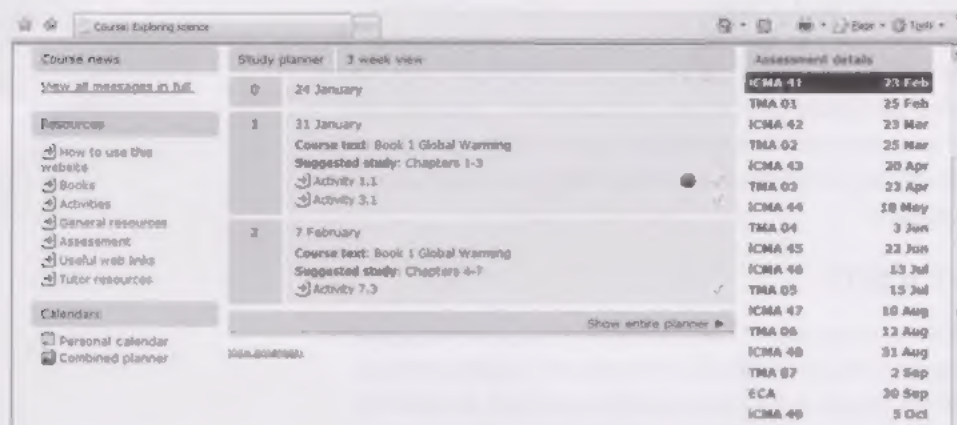 Course: Exploring science
Page
Tools
Course news
View all messages in full
Resources
How to use this
website
Books
Activities
General resources
Assessment
Useful web links
Tutor resources
Calendars
Personal calendar
Combined planner
Study planner 3 week view
0 24 January
1 31 January
Course text: Book 1 Global Warming
Suggested study: Chapters 1-3
Activity 1.1
Activity 3.1
2 7 February
Course text: Book 1 Global Warming
Suggested study: Chapters 4-7
Activity 7.3
Show entire planner
Assessment details
iCMA 41 23 Feb
TMA 01 25 Feb
iCMA 42 23 Mar
TMA 02 25 Mar
iCMA 43 20 Apr
TMA 03 22 Apr
iCMA 44 18 May
TMA 04 3 Jun
iCMA 45 22 Jun
iCMA 46 13 Jul
TMA 05 15 Jul
iCMA 47 10 Aug
TMA 06 12 Aug
iCMA 48 31 Aug
TMA 07 2 Sep
ECA 30 Sep
iCMA 49 5 Oct